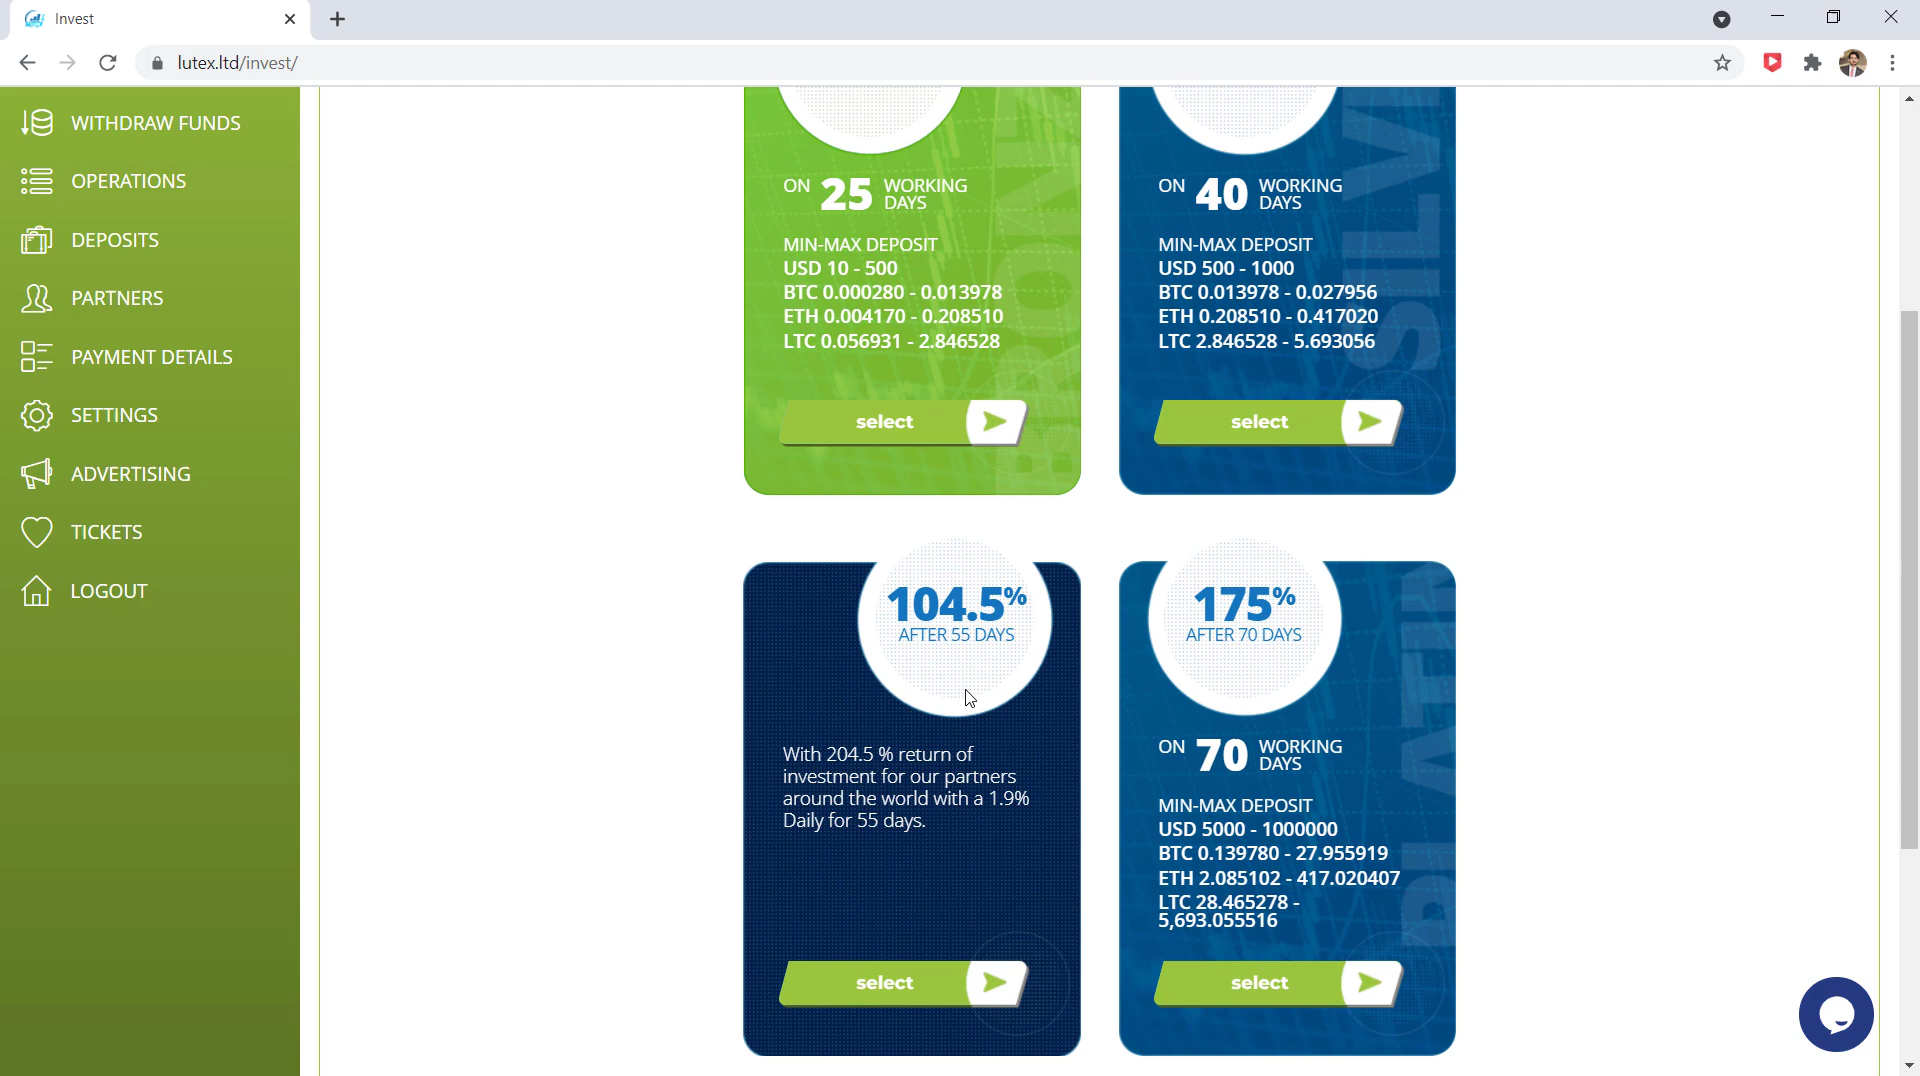 Invest
lutex.ltd/invest/
WITHDRAW FUNDS
OPERATIONS
DEPOSITS
PARTNERS
PAYMENT DETAILS
SETTINGS
ADVERTISING
TICKETS
LOGOUT
ON 25 WORKING DAYS
MIN-MAX DEPOSIT
USD 10 - 500
BTC 0.000280 - 0.013978
ETH 0.004170 - 0.208510
LTC 0.056931 - 2.846528
select
ON 40 WORKING DAYS
MIN-MAX DEPOSIT
USD 500 - 1000
BTC 0.013978 - 0.027956
ETH 0.208510 - 0.417020
LTC 2.846528 - 5.693056
select
104.5%
AFTER 55 DAYS
With 204.5 % return of
investment for our partners
around the world with a 1.9%
Daily for 55 days.
select
175%
AFTER 70 DAYS
ON 70 WORKING DAYS
MIN-MAX DEPOSIT
USD 5000 - 1000000
BTC 0.139780 - 27.955919
ETH 2.085102 - 417.020407
LTC 28.465278 -
5,693.055516
select